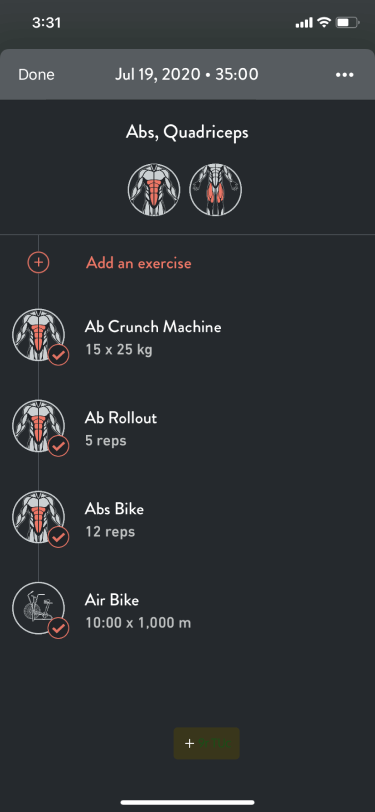 3:31
Done
Jul 19, 2020 • 35:00
•••
Abs, Quadriceps
Add an exercise
Ab Crunch Machine
15 x 25 kg
Ab Rollout
5 reps
Abs Bike
12 reps
Air Bike
10:00 x 1,000 m
+